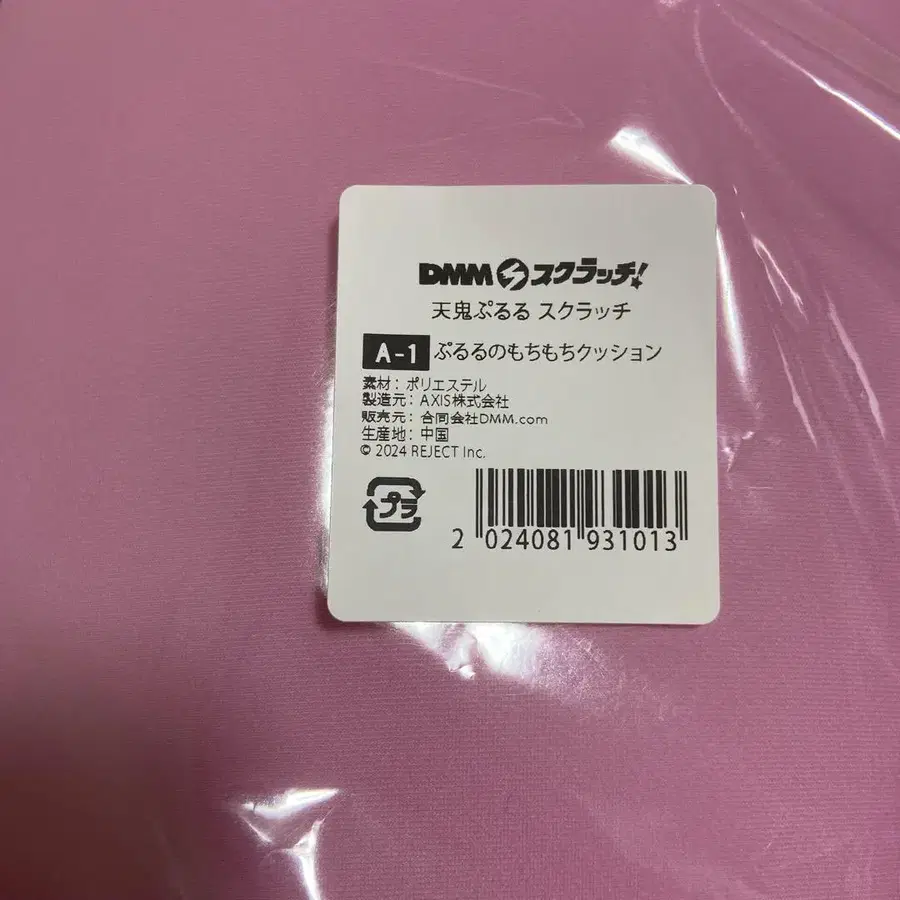 DMMスクラッチ!
天鬼ぷるる スクラッチ
A-1 ぷるるのもちもちクッション
素材: ポリエステル
製造元: AXIS株式会社
販売元: 合同会社DMM.com
生産地: 中国
© 2024 REJECT Inc.
プラ
2 024081 931013